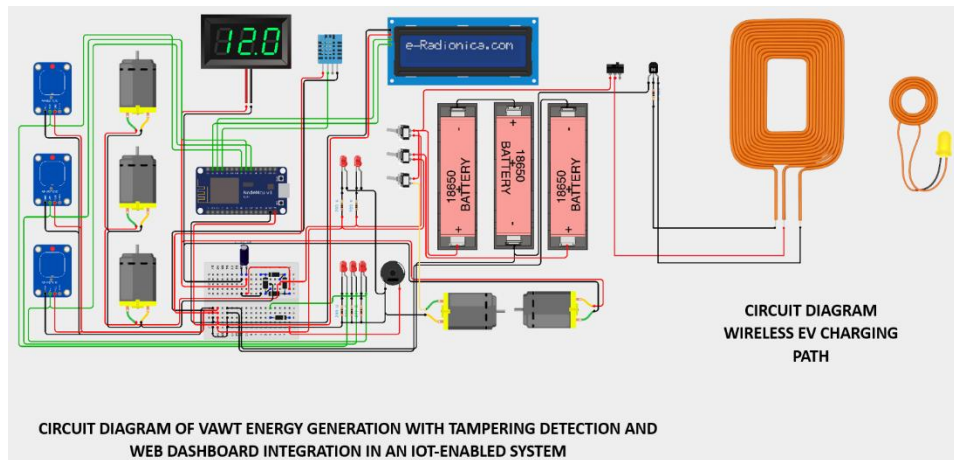 12.0
e-Radionica.com
18650
BATTERY
+
-
18650
BATTERY
+
-
18650
BATTERY
+
-
CIRCUIT DIAGRAM
WIRELESS EV CHARGING
PATH
CIRCUIT DIAGRAM OF VAWT ENERGY GENERATION WITH TAMPERING DETECTION AND
WEB DASHBOARD INTEGRATION IN AN IOT-ENABLED SYSTEM